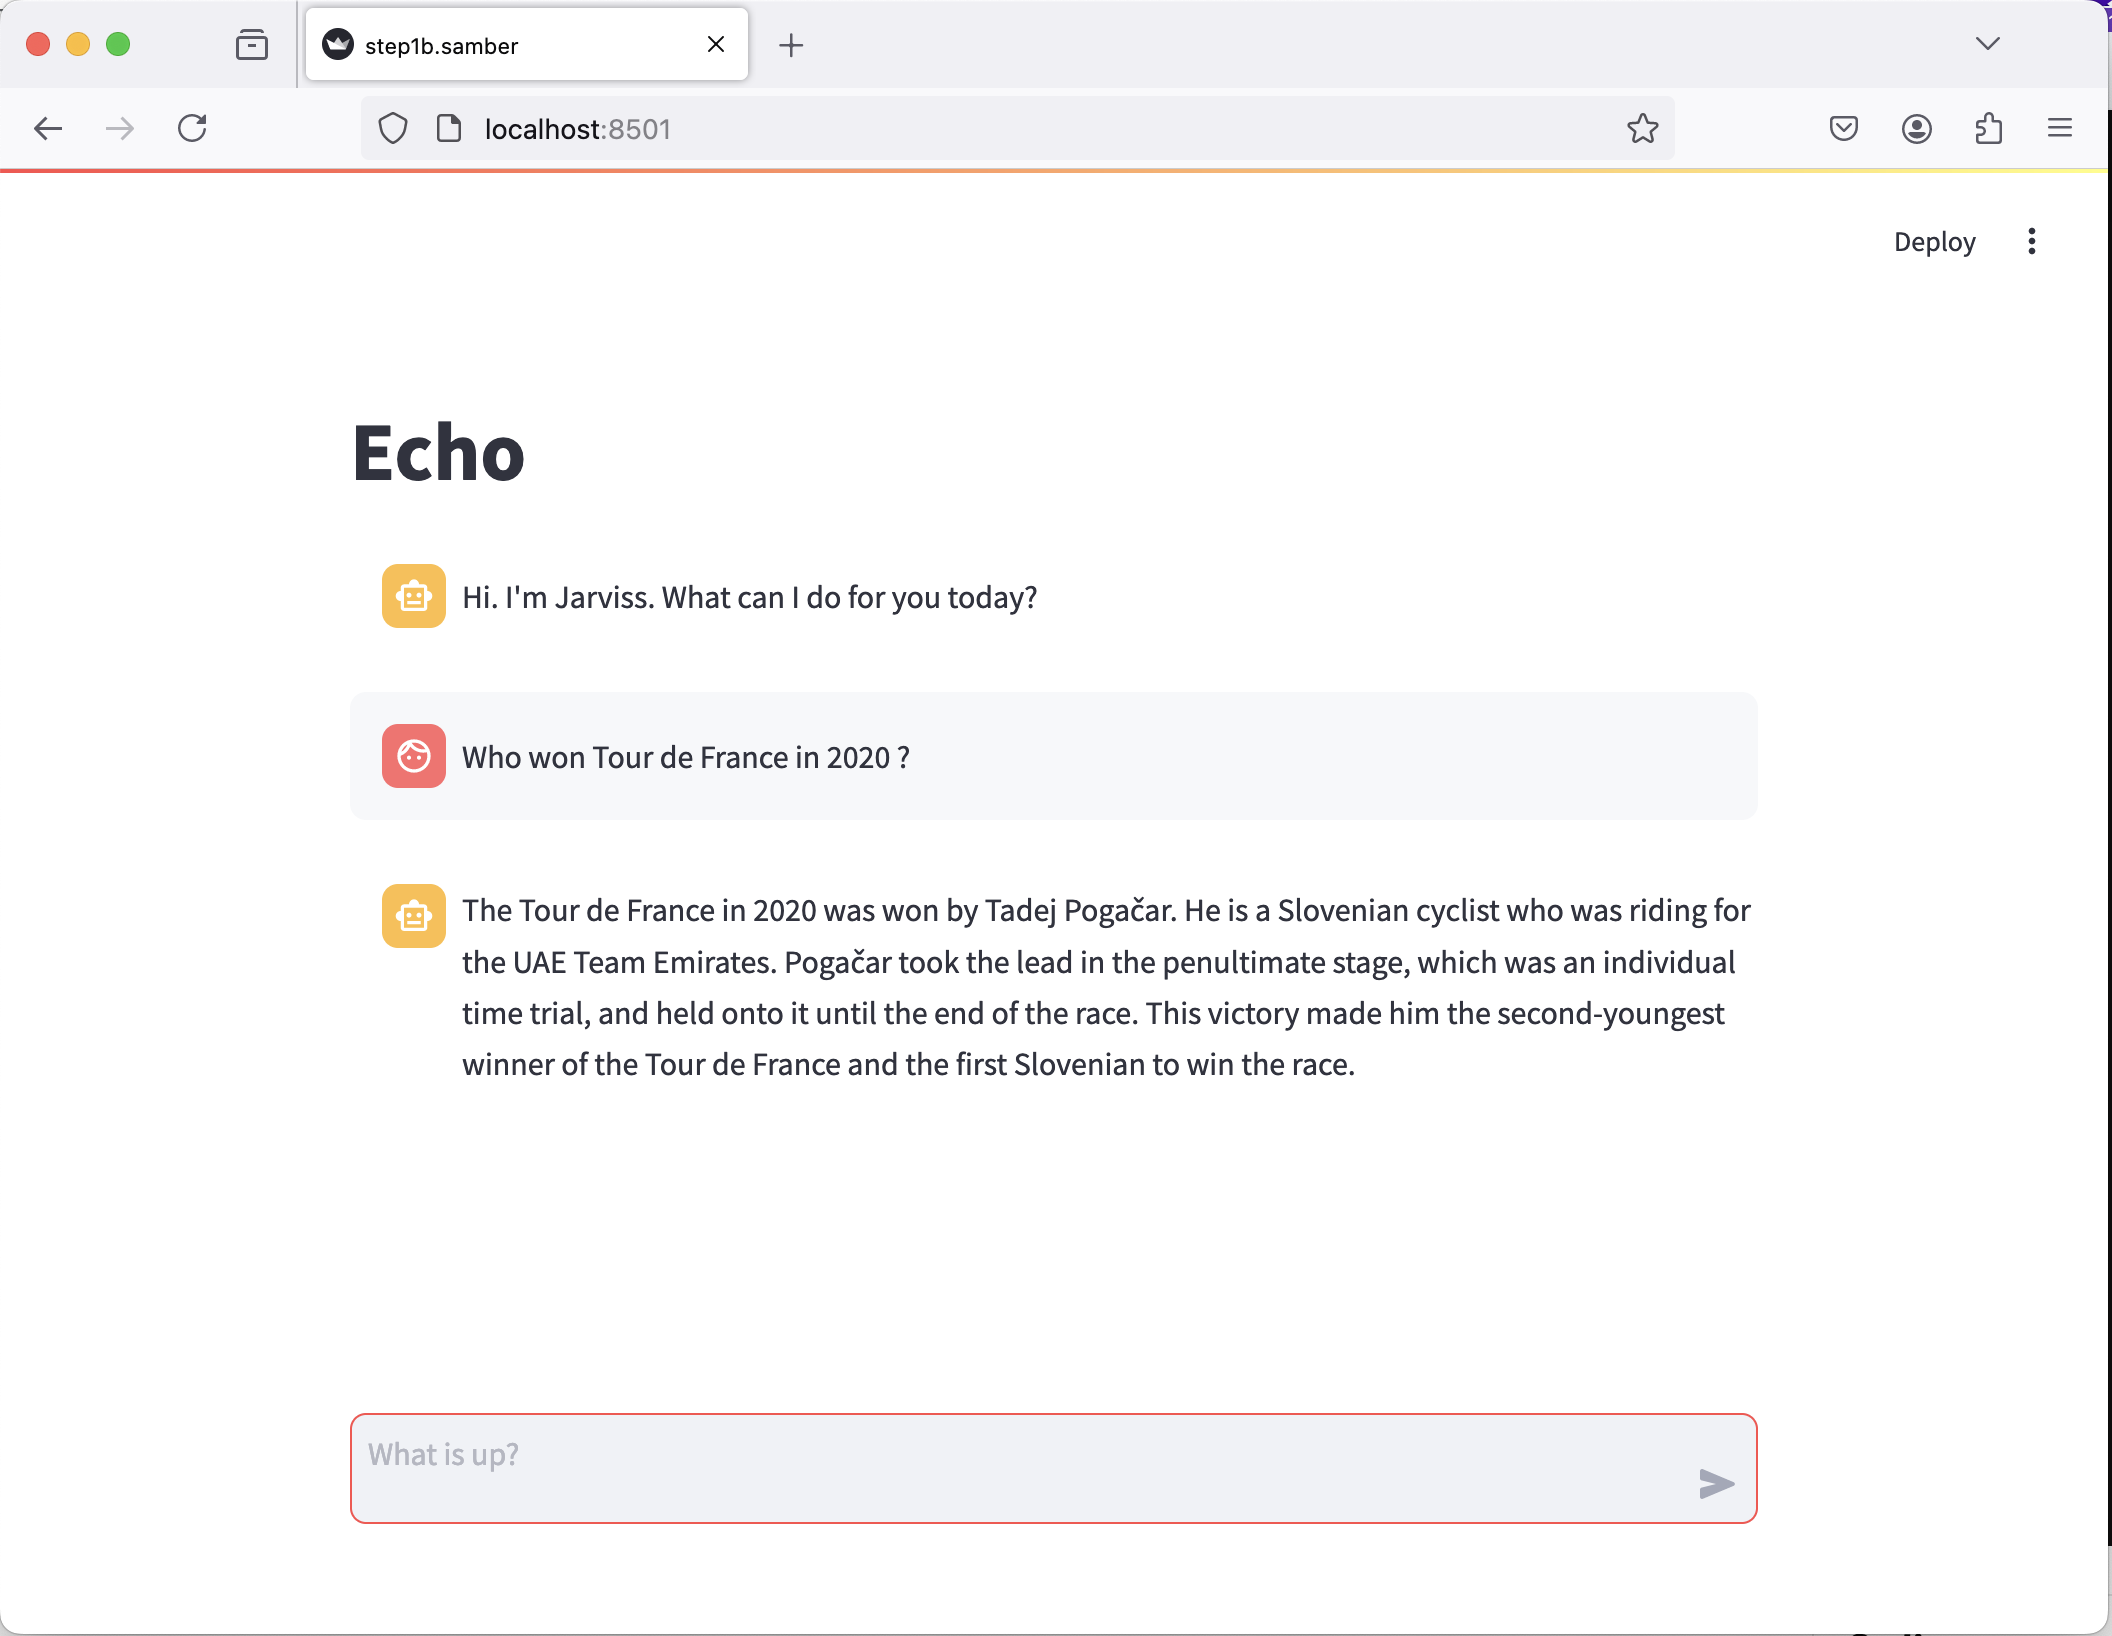 step1b.samber
localhost:8501
Deploy
Echo
Hi. I'm Jarviss. What can I do for you today?
Who won Tour de France in 2020 ?
The Tour de France in 2020 was won by Tadej Pogačar. He is a Slovenian cyclist who was riding for
the UAE Team Emirates. Pogačar took the lead in the penultimate stage, which was an individual
time trial, and held onto it until the end of the race. This victory made him the second-youngest
winner of the Tour de France and the first Slovenian to win the race.
What is up?